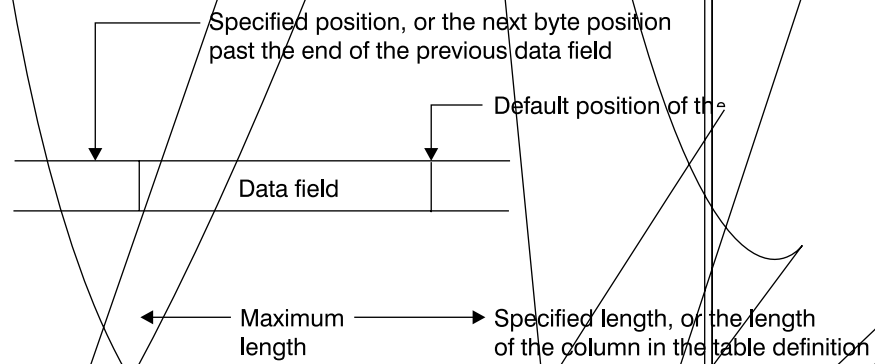 Specified position, or the next byte position
past the end of the previous data field
Default position of the
Data field
Maximum
length
Specified length, or the length
of the column in the table definition